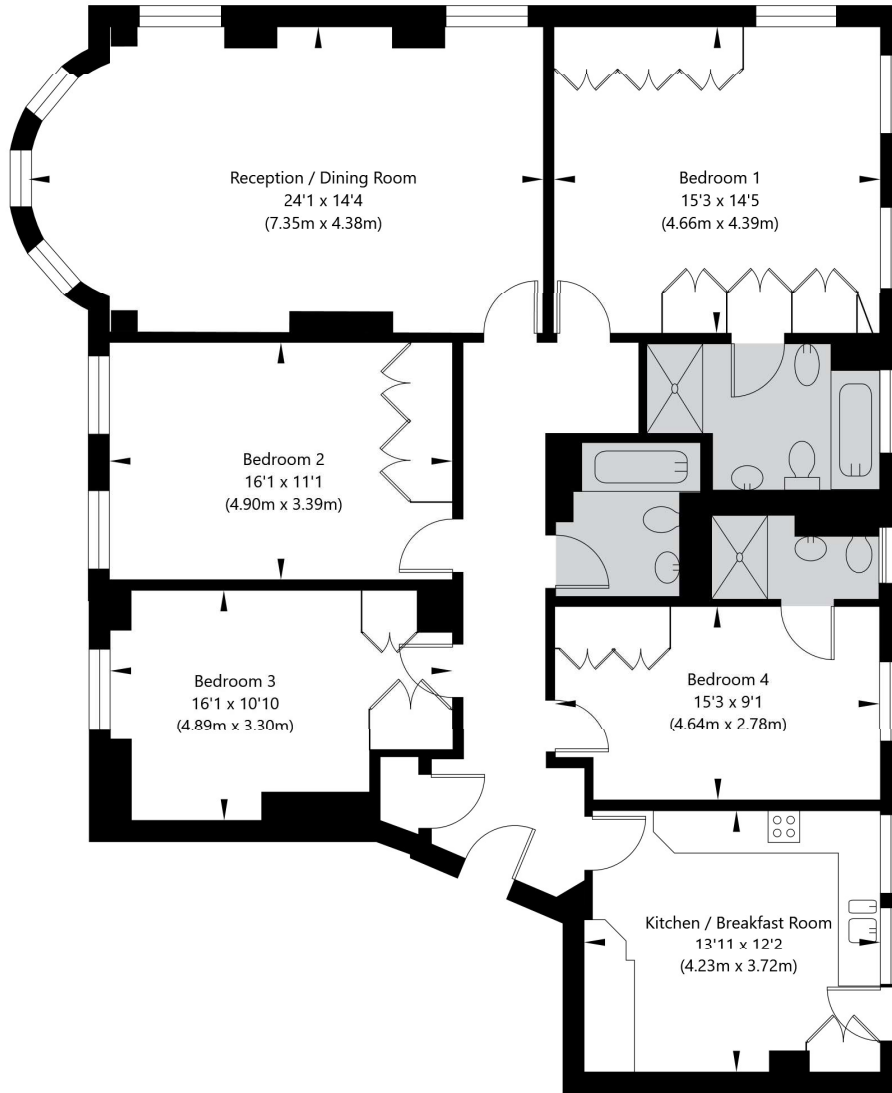 Reception / Dining Room
24'1 x 14'4
(7.35m x 4.38m)
Bedroom 1
15'3 x 14'5
(4.66m x 4.39m)
Bedroom 2
16'1 x 11'1
(4.90m x 3.39m)
Bedroom 3
16'1 x 10'10
(4.89m x 3.30m)
Bedroom 4
15'3 x 9'1
(4.64m x 2.78m)
Kitchen / Breakfast Room
13'11 x 12'2
(4.23m x 3.72m)